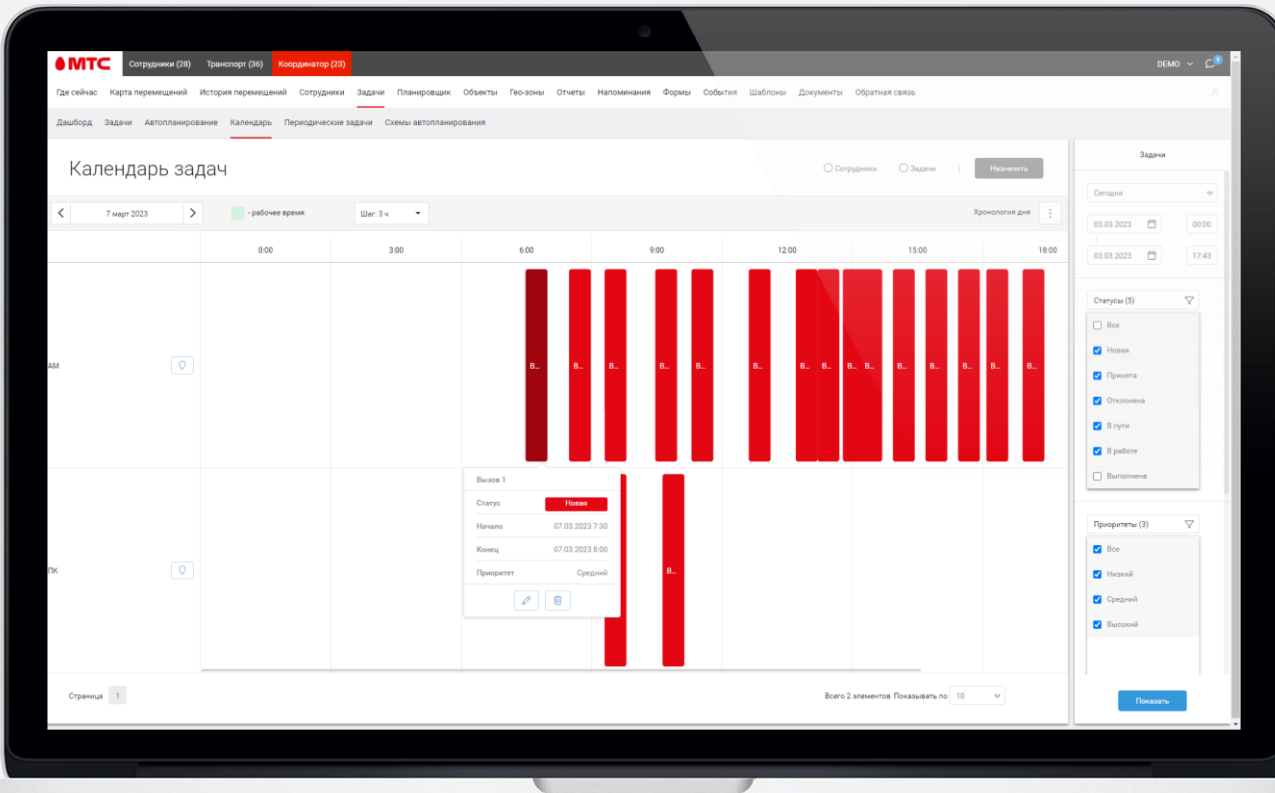 МТС Сотрудники (28) Транспорт (36) Координатор (23) DEMO
Где сейчас Карта перемещений История перемещений Сотрудники Задачи Планировщик Объекты Гео-зоны Отчеты Напоминания Формы События Шаблоны Документы Обратная связь
Дашборд Задачи Автопланирование Календарь Периодические задачи Схемы автопланирования
Календарь задач Сотрудники Задачи Назначить
7 март 2023 - рабочее время Шаг: 3 ч Хронология дня
0:00 3:00 6:00 9:00 12:00 15:00 18:00
АМ В... В... В... В... В... В... В... В... В... В... В... В... В... В... В...
Вызов 1
Статус Новая
Начало 07.03.2023 7:30
Конец 07.03.2023 8:00
Приоритет Средний
ПК В...
Страница 1 Всего 2 элементов Показывать по 10
Задачи
Сегодня
03.03.2023 00:00
03.03.2023 17:43
Статусы (5)
Все
Новая
Принята
Отклонена
В пути
В работе
Выполнена
Приоритеты (3)
Все
Низкий
Средний
Высокий
Показать